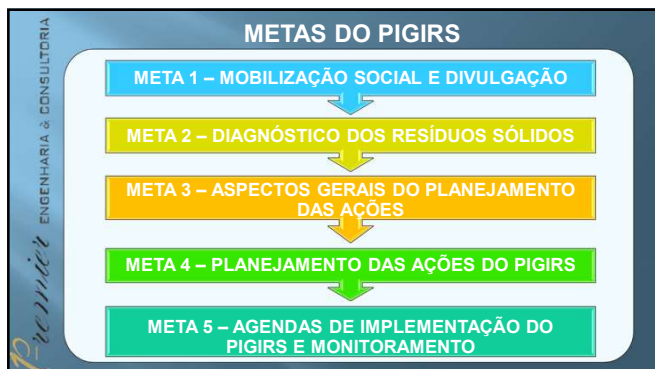 METAS DO PIGIRS
META 1 – MOBILIZAÇÃO SOCIAL E DIVULGAÇÃO
META 2 – DIAGNÓSTICO DOS RESÍDUOS SÓLIDOS
META 3 – ASPECTOS GERAIS DO PLANEJAMENTO
DAS AÇÕES
META 4 – PLANEJAMENTO DAS AÇÕES DO PIGIRS
META 5 – AGENDAS DE IMPLEMENTAÇÃO DO
PIGIRS E MONITORAMENTO
Premier ENGENHARIA & CONSULTORIA